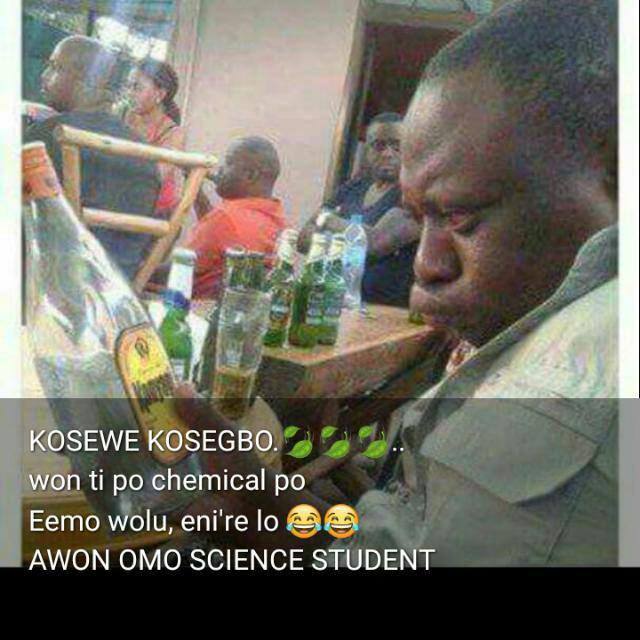 KOSEWE KOSEGBO.🍃🍃🍃..
won ti po chemical po
Eemo wolu, eni're lo 😂😂
AWON OMO SCIENCE STUDENT